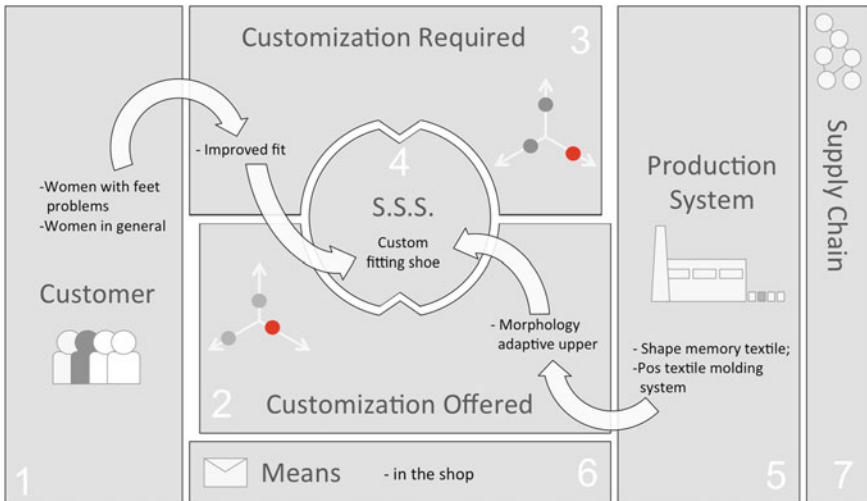 -Women with feet
problems
-Women in general
Customer
1
Customization Required
3
- Improved fit
4
S.S.S.
Custom
fitting shoe
- Morphology
adaptive upper
2
Customization Offered
Means
- in the shop
6
Production
System
- Shape memory textile;
-Pos textile molding
system
5
Supply Chain
7